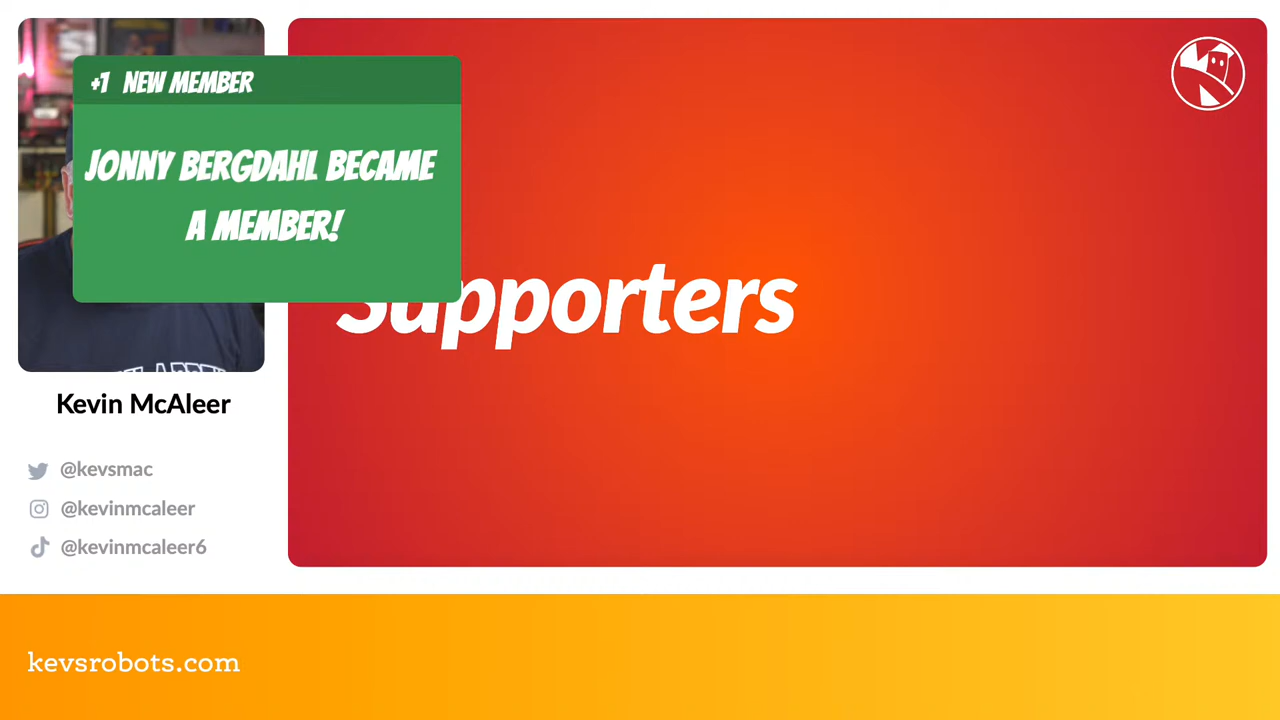 +1 NEW MEMBER
JONNY BERGDAHL BECAME
A MEMBER!
Supporters
Kevin McAleer
@kevsmac
@kevinmcaleer
@kevinmcaleer6
kevsrobots.com